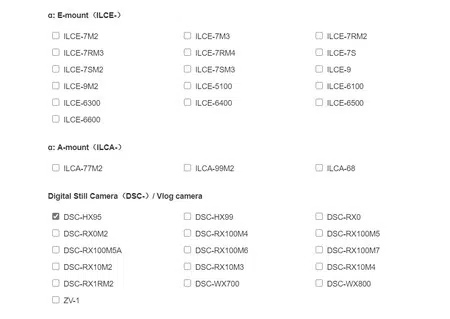 α: E-mount（ILCE-）
ILCE-7M2 ILCE-7M3 ILCE-7RM2
ILCE-7RM3 ILCE-7RM4 ILCE-7S
ILCE-7SM2 ILCE-7SM3 ILCE-9
ILCE-9M2 ILCE-5100 ILCE-6100
ILCE-6300 ILCE-6400 ILCE-6500
ILCE-6600
α: A-mount（ILCA-）
ILCA-77M2 ILCA-99M2 ILCA-68
Digital Still Camera（DSC-）/ Vlog camera
DSC-HX95 DSC-HX99 DSC-RX0
DSC-RX0M2 DSC-RX100M4 DSC-RX100M5
DSC-RX100M5A DSC-RX100M6 DSC-RX100M7
DSC-RX10M2 DSC-RX10M3 DSC-RX10M4
DSC-RX1RM2 DSC-WX700 DSC-WX800
ZV-1